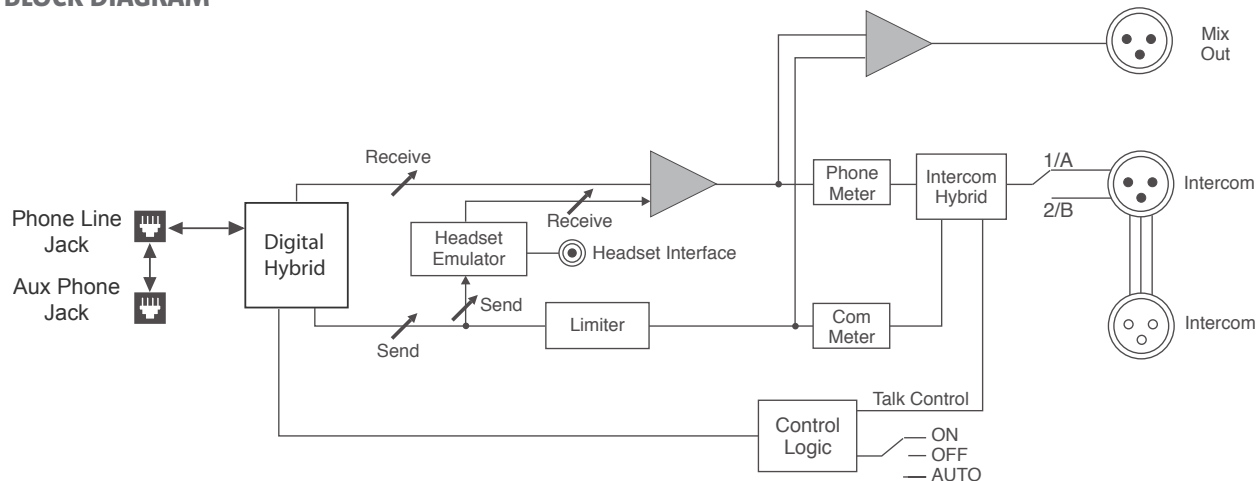 BLOCK DIAGRAM
Mix
Out
Receive
1/A
Phone
Meter
Intercom
Hybrid
Intercom
2/B
Receive
Phone Line
Jack
Digital
Hybrid
Headset
Emulator
Headset Interface
Aux Phone
Jack
Send
Limiter
Com
Meter
Intercom
Send
Talk Control
Control
Logic
ON
OFF
AUTO